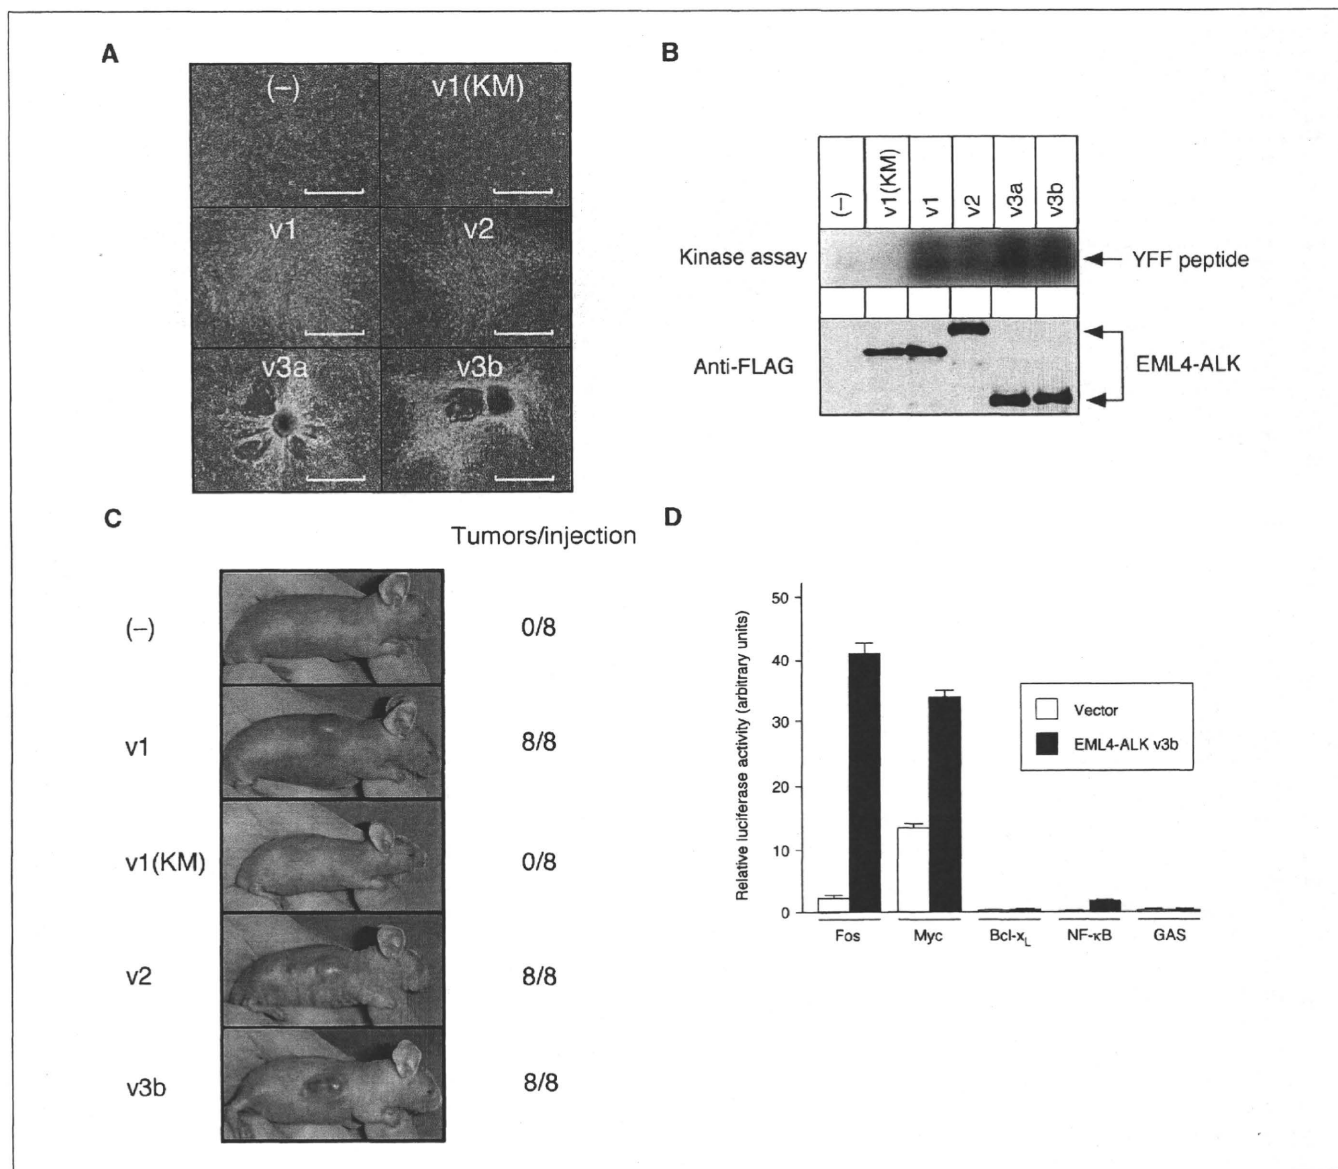 A
(–)
v1(KM)
v1
v2
v3a
v3b
B
(–)
v1(KM)
v1
v2
v3a
v3b
Kinase assay
YFF peptide
Anti-FLAG
EML4-ALK
C
Tumors/injection
(–)
0/8
v1
8/8
v1(KM)
0/8
v2
8/8
v3b
8/8
D
Relative luciferase activity (arbitrary units)
50
40
30
20
10
0
Vector
EML4-ALK v3b
Fos
Myc
Bcl-xL
NF-κB
GAS